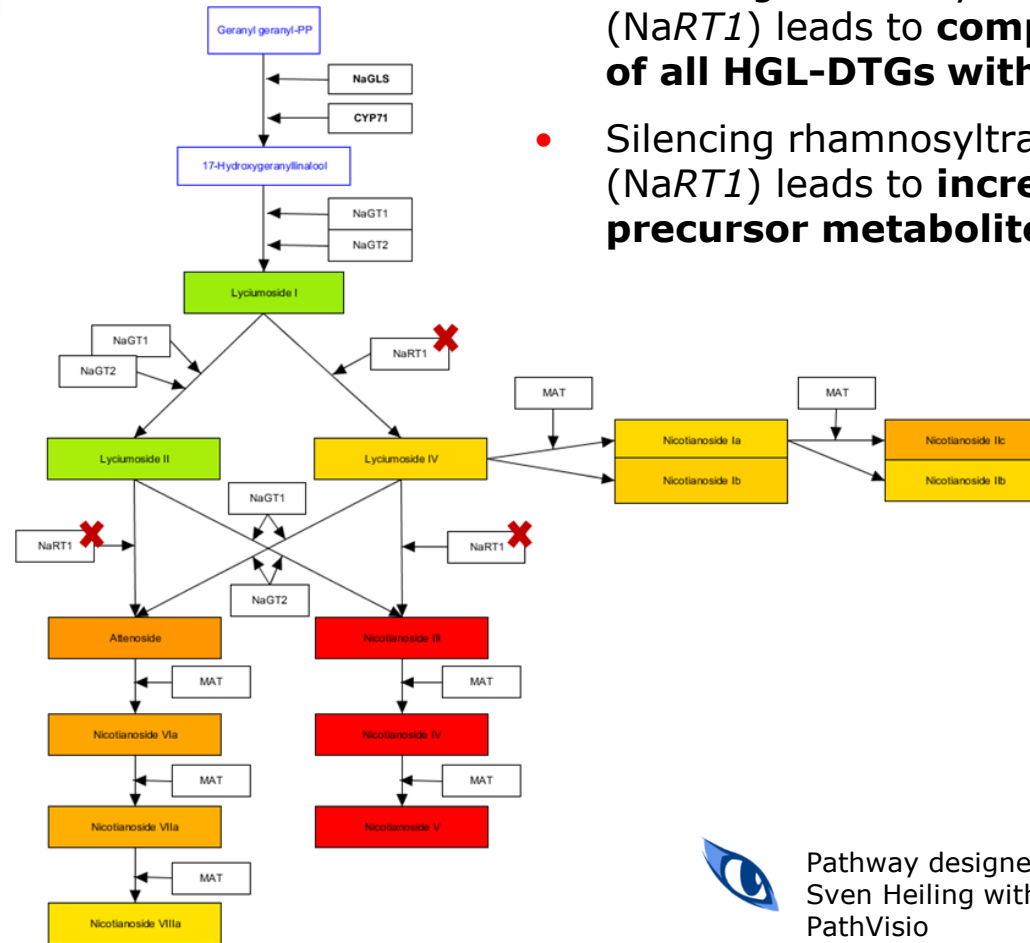 (NaRT1) leads to comp
of all HGL-DTGs with
• Silencing rhamnosyltra
(NaRT1) leads to incre
precursor metabolite
Geranyl geranyl-PP
NaGLS
CYP71
17-Hydroxygeranyllinalool
NaGT1
NaGT2
Lyciumoside I
NaGT1
NaGT2
NaRT1
MAT
MAT
Lyciumoside II
Lyciumoside IV
Nicotianoside Ia
Nicotianoside Ib
Nicotianoside IIc
Nicotianoside IIb
NaGT1
NaRT1
NaRT1
NaGT2
Attenoside
Nicotianoside III
MAT
MAT
Nicotianoside VIa
Nicotianoside IV
MAT
MAT
Nicotianoside VIIa
Nicotianoside V
MAT
Nicotianoside VIIIa
Pathway designe
Sven Heiling with
PathVisio